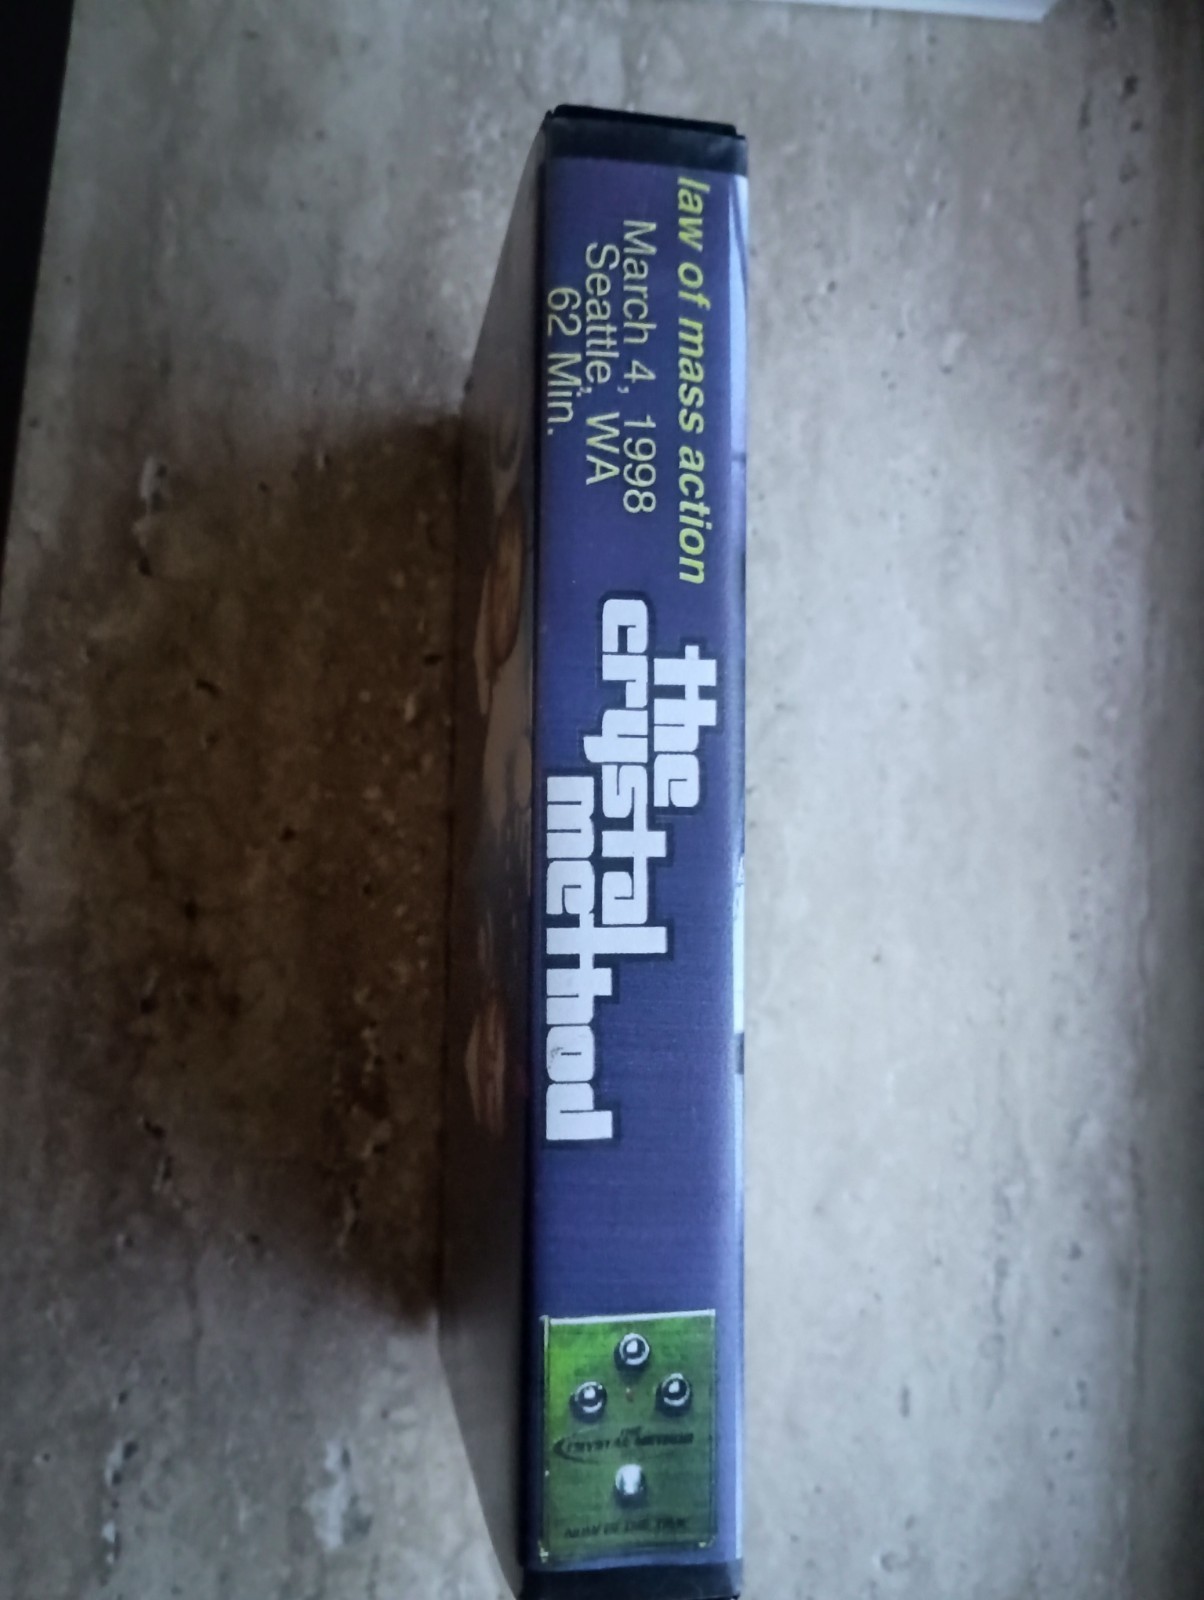 law of mass action
March 4, 1998
Seattle, WA
62 Min.
the
crystal
method